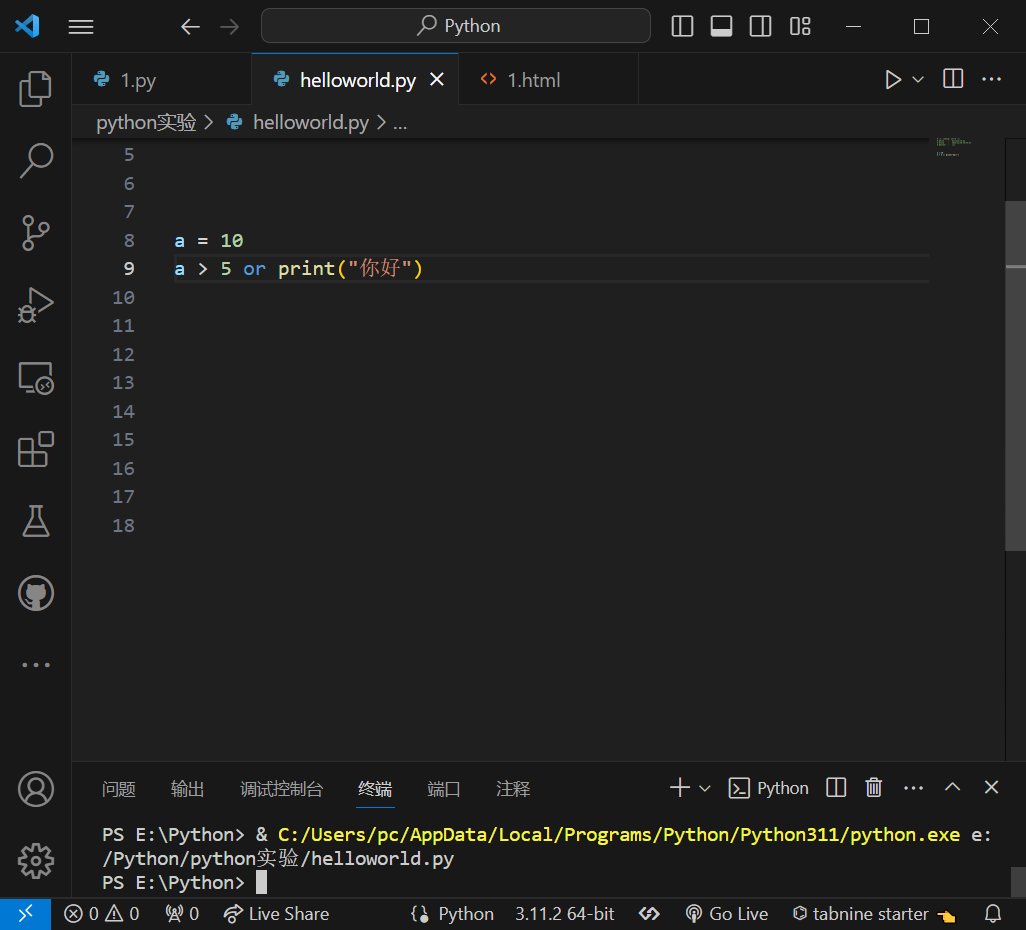 Python
1.py
helloworld.py
1.html
python实验 > helloworld.py > ...
5
6
7
8 a = 10
9 a > 5 or print("你好")
10
11
12
13
14
15
16
17
18
问题 输出 调试控制台 终端 端口 注释 Python
PS E:\Python> & C:/Users/pc/AppData/Local/Programs/Python/Python311/python.exe e:
/Python/python实验/helloworld.py
PS E:\Python>
0 0 0 Live Share {} Python 3.11.2 64-bit Go Live tabnine starter